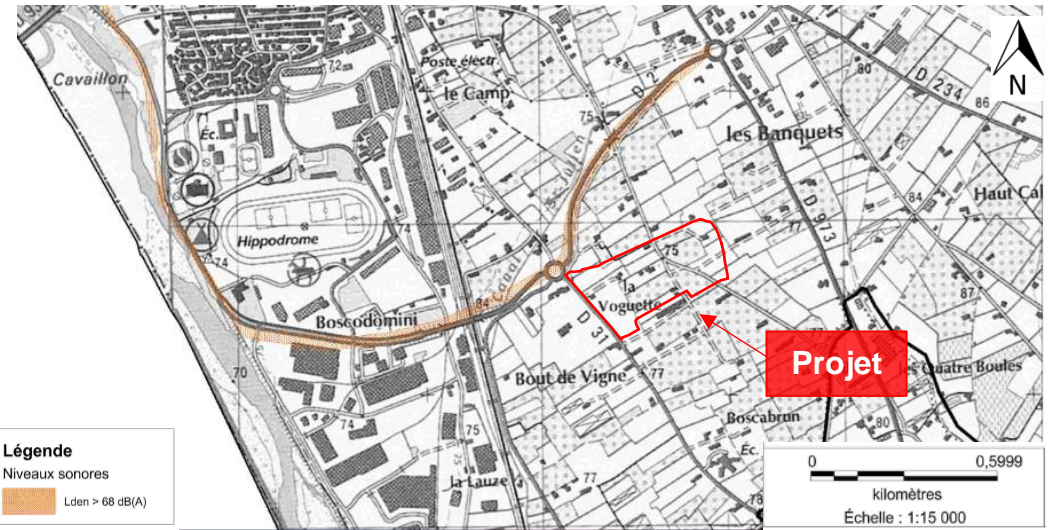 Cavaillon
72
Poste électr.
le Camp
D 2
D 234
80
86
75
les Banquets
Éc.
Haut Cal
84
D 973
77
Hippodrome
74
74
75
la
Voguette
84
Boscodomini
D 31
87
70
Bout de Vigne
77
Projet
les Quatre Boules
Boscabrun
80
74
75
la Lauze
77
Éc.
78
N
Légende
Niveaux sonores
Lden > 68 dB(A)
0 0,5999
kilomètres
Échelle : 1:15 000